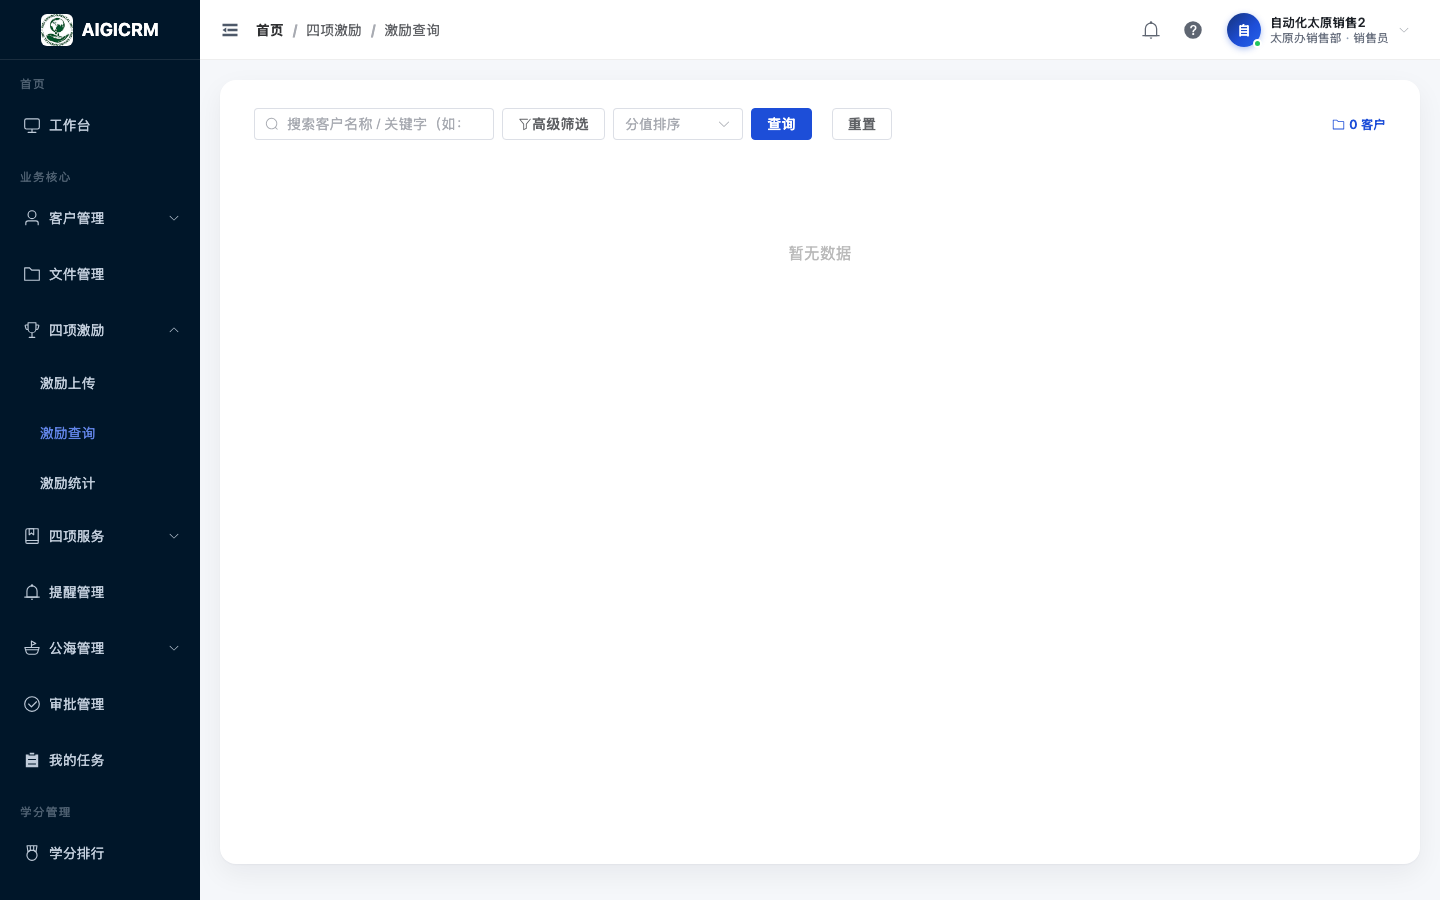 AIGICRM
首页 / 四项激励 / 激励查询
自 自动化太原销售2
太原办销售部 · 销售员
首页
工作台
业务核心
客户管理
文件管理
四项激励
激励上传
激励查询
激励统计
四项服务
提醒管理
公海管理
审批管理
我的任务
学分管理
学分排行
搜索客户名称 / 关键字（如: 高级筛选 分值排序 查询 重置 0 客户
暂无数据